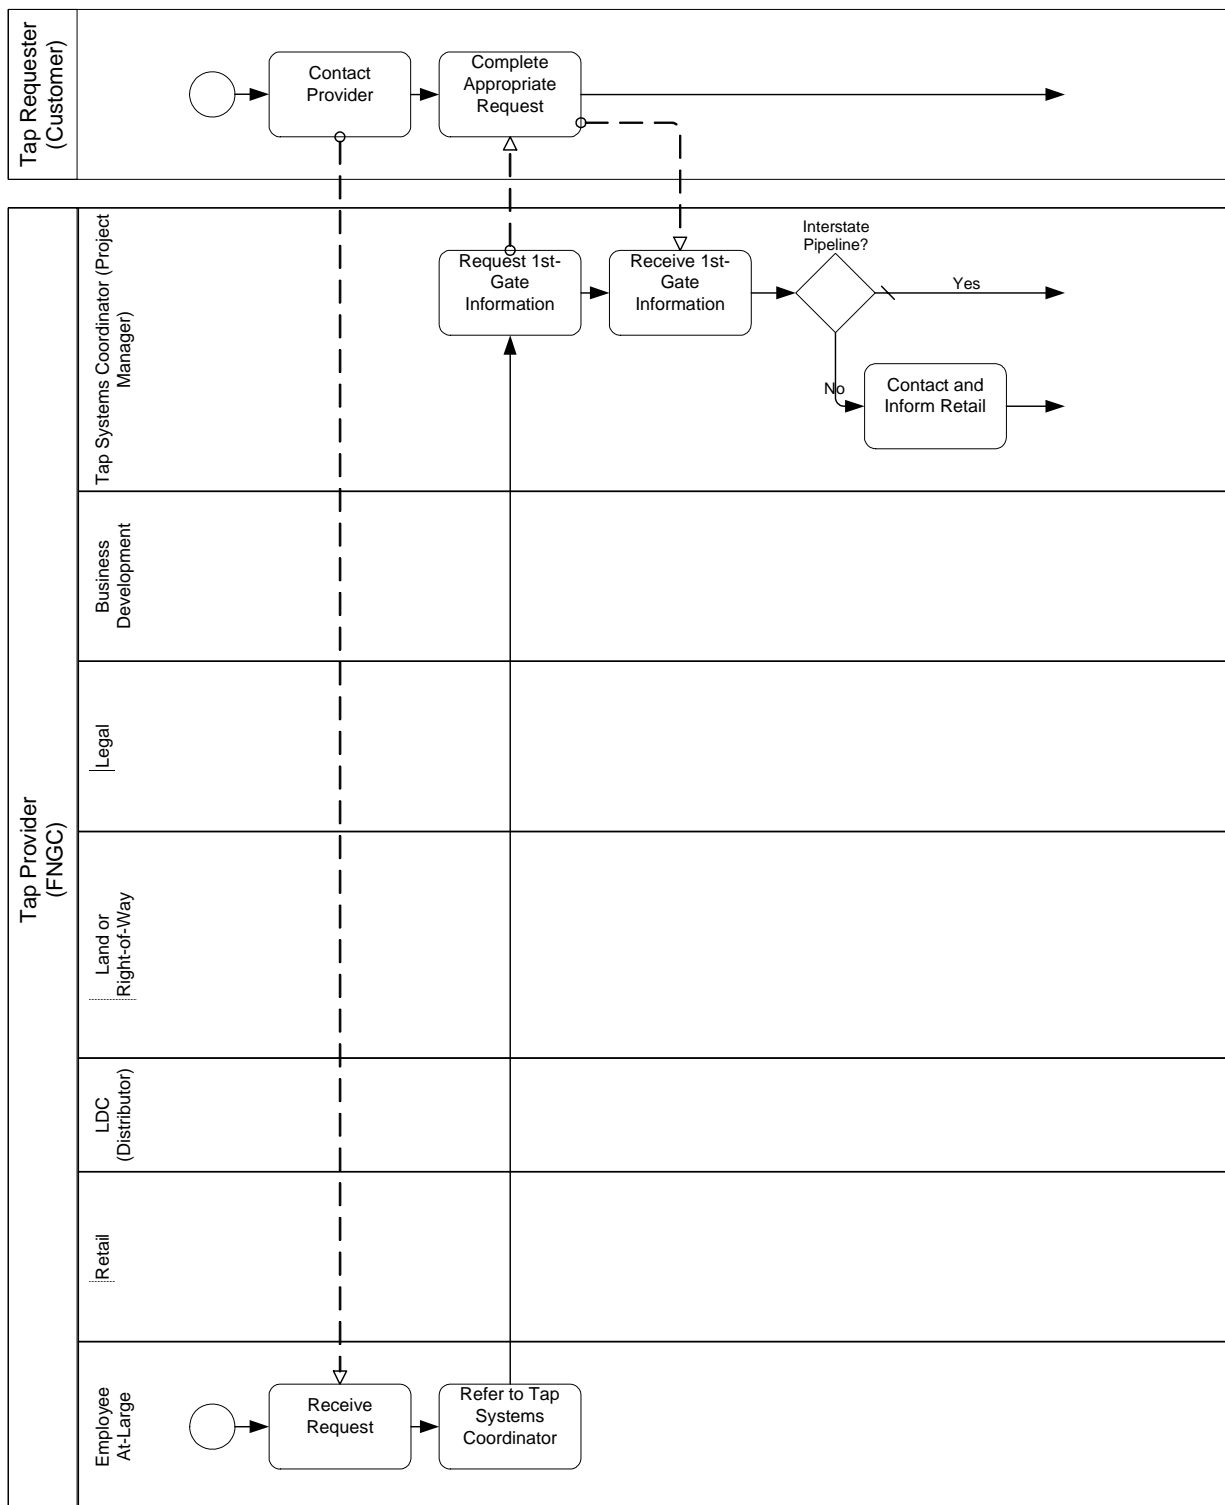 Tap Requester
(Customer)
Contact
Provider
Complete
Appropriate
Request
Tap Provider
(FNGC)
Tap Systems Coordinator (Project
Manager)
Request 1st-
Gate
Information
Receive 1st-
Gate
Information
Interstate
Pipeline?
Yes
No
Contact and
Inform Retail
Business
Development
Legal
Land or
Right-of-Way
LDC
(Distributor)
Retail
Employee
At-Large
Receive
Request
Refer to Tap
Systems
Coordinator